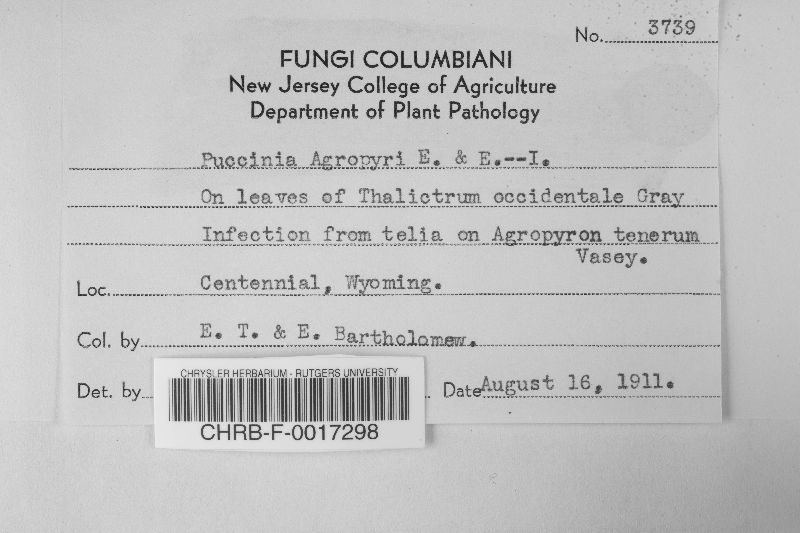 No. 3739
FUNGI COLUMBIANI
New Jersey College of Agriculture
Department of Plant Pathology
Puccinia Agropyri E. & E.--I.
On leaves of Thalictrum occidentale Gray
Infection from telia on Agropyron tenerum
Vasey.
Loc. Centennial, Wyoming.
Col. by E. T. & E. Bartholomew.
Det. by
Date August 16, 1911.
CHRYSLER HERBARIUM - RUTGERS UNIVERSITY
CHRB-F-0017298